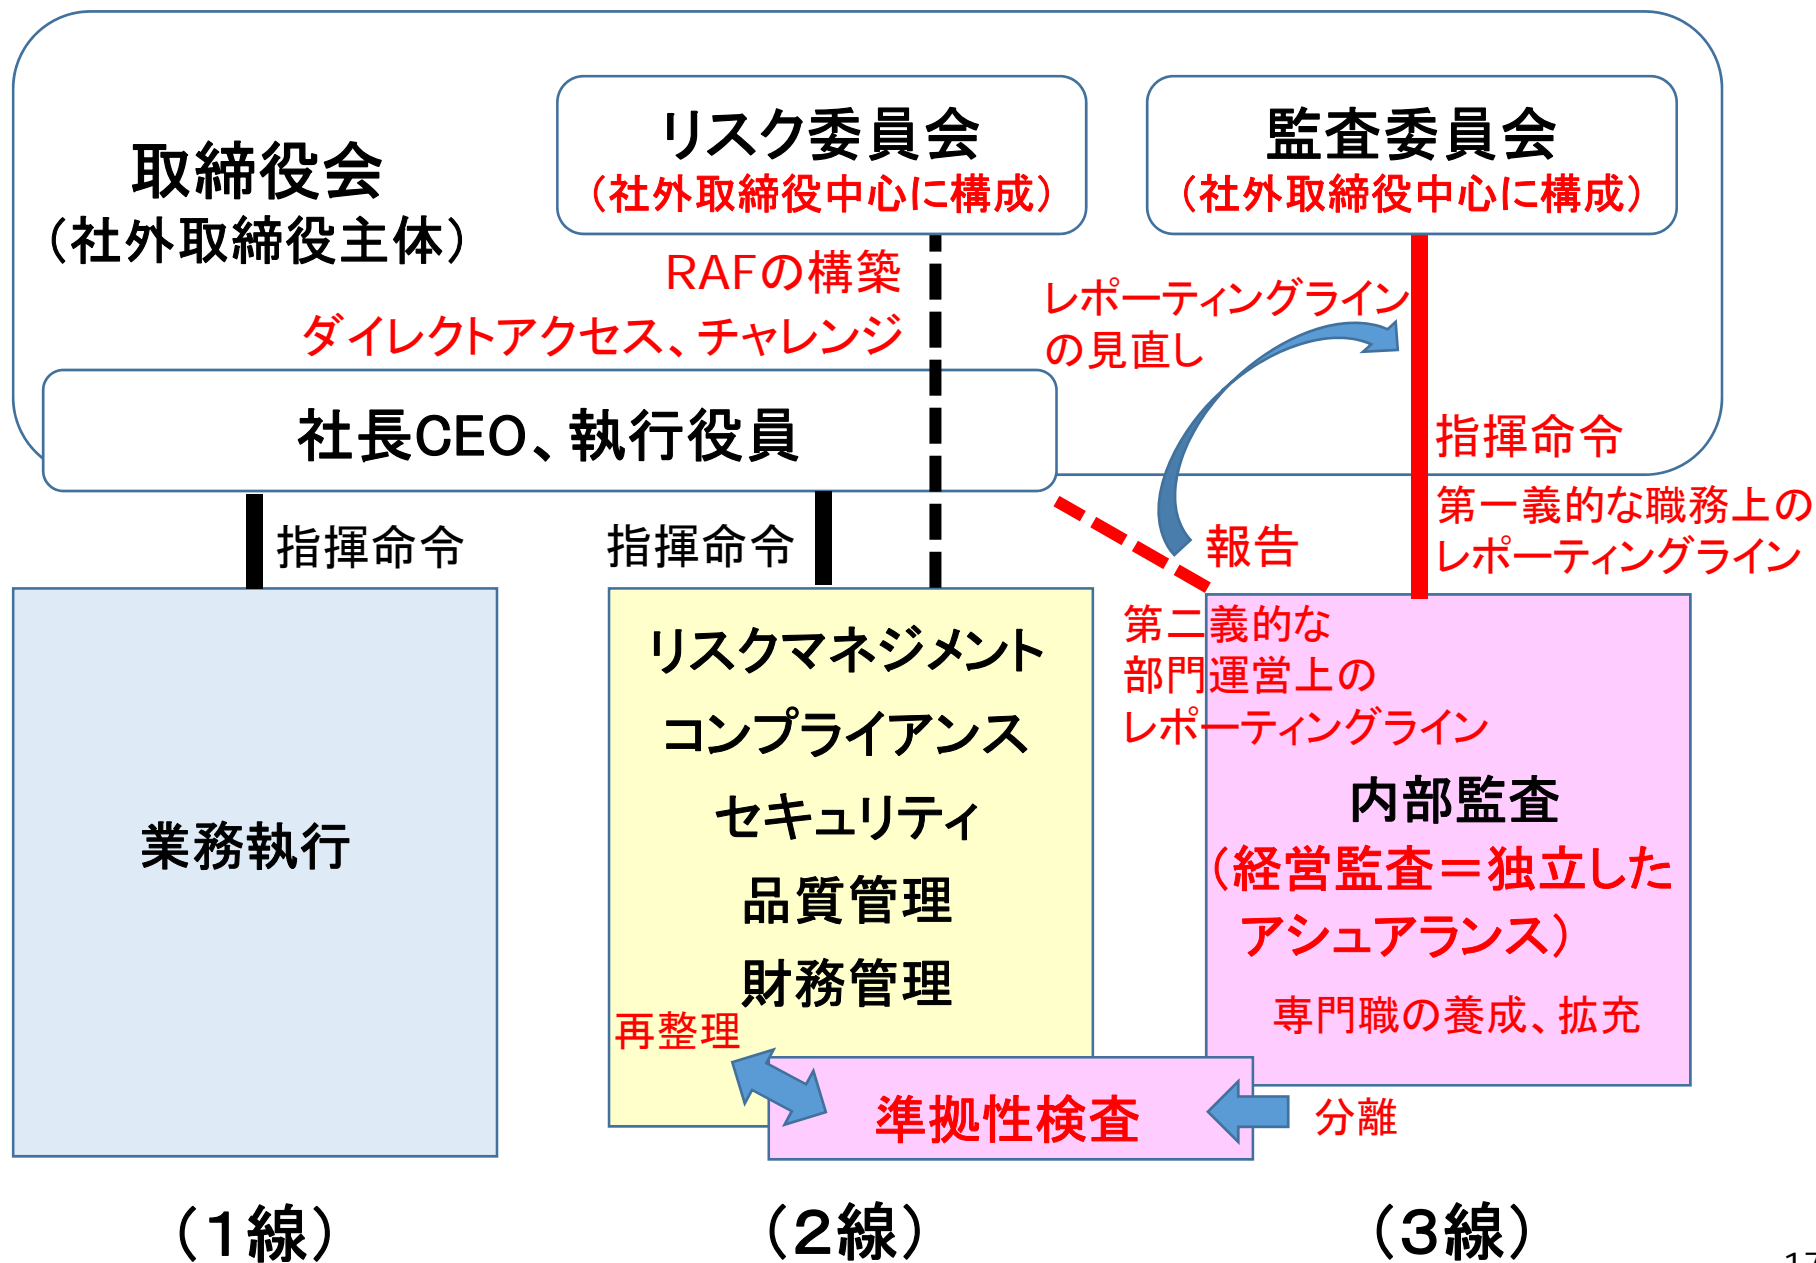 取締役会
（社外取締役主体）
リスク委員会
（社外取締役中心に構成）
監査委員会
（社外取締役中心に構成）
RAFの構築
ダイレクトアクセス、チャレンジ
レポーティングライン
の見直し
社長CEO、執行役員
指揮命令
第一義的な職務上の
レポーティングライン
指揮命令
指揮命令
報告
第二義的な
部門運営上の
レポーティングライン
業務執行
リスクマネジメント
コンプライアンス
セキュリティ
品質管理
財務管理
再整理
内部監査
（経営監査＝独立した
アシュアランス）
専門職の養成、拡充
準拠性検査
分離
（1線）
（2線）
（3線）
17